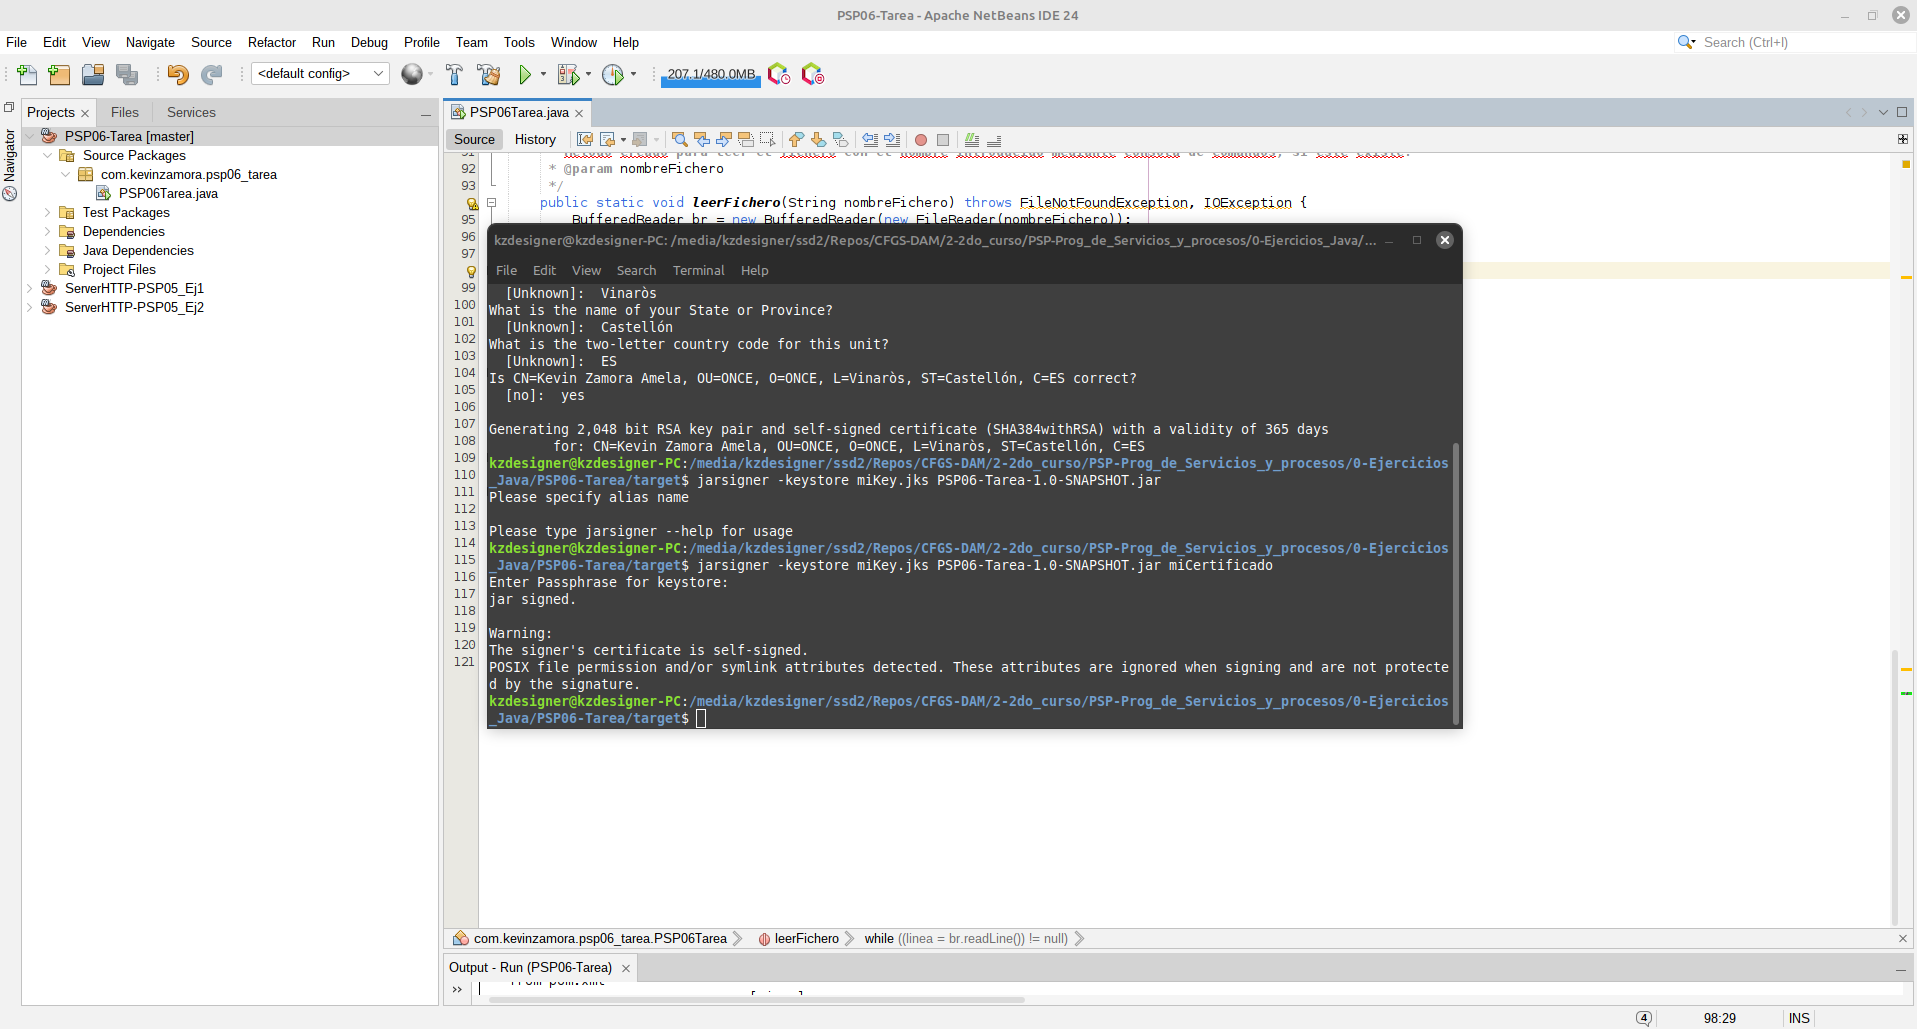 PSP06-Tarea - Apache NetBeans IDE 24
File Edit View Navigate Source Refactor Run Debug Profile Team Tools Window Help
Search (Ctrl+I)
<default config>
207.1/480.0MB
Projects Files Services
PSP06Tarea.java
Navigator
PSP06-Tarea [master]
Source Packages
com.kevinzamora.psp06_tarea
PSP06Tarea.java
Test Packages
Dependencies
Java Dependencies
Project Files
ServerHTTP-PSP05_Ej1
ServerHTTP-PSP05_Ej2
Source History
92 * @param nombreFichero
93 */
public static void leerFichero(String nombreFichero) throws FileNotFoundException, IOException {
95 BufferedReader br = new BufferedReader(new FileReader(nombreFichero));
96
97
99
100
101
102
103
104
105
106
107
108
109
110
111
112
113
114
115
116
117
118
119
120
121
kzdesigner@kzdesigner-PC: /media/kzdesigner/ssd2/Repos/CFGS-DAM/2-2do_curso/PSP-Prog_de_Servicios_y_procesos/0-Ejercicios_Java/...
File Edit View Search Terminal Help
[Unknown]:  Vinaròs
What is the name of your State or Province?
[Unknown]:  Castellón
What is the two-letter country code for this unit?
[Unknown]:  ES
Is CN=Kevin Zamora Amela, OU=ONCE, O=ONCE, L=Vinaròs, ST=Castellón, C=ES correct?
[no]:  yes
Generating 2,048 bit RSA key pair and self-signed certificate (SHA384withRSA) with a validity of 365 days
for: CN=Kevin Zamora Amela, OU=ONCE, O=ONCE, L=Vinaròs, ST=Castellón, C=ES
kzdesigner@kzdesigner-PC:/media/kzdesigner/ssd2/Repos/CFGS-DAM/2-2do_curso/PSP-Prog_de_Servicios_y_procesos/0-Ejercicios
_Java/PSP06-Tarea/target$ jarsigner -keystore miKey.jks PSP06-Tarea-1.0-SNAPSHOT.jar
Please specify alias name
Please type jarsigner --help for usage
kzdesigner@kzdesigner-PC:/media/kzdesigner/ssd2/Repos/CFGS-DAM/2-2do_curso/PSP-Prog_de_Servicios_y_procesos/0-Ejercicios
_Java/PSP06-Tarea/target$ jarsigner -keystore miKey.jks PSP06-Tarea-1.0-SNAPSHOT.jar miCertificado
Enter Passphrase for keystore:
jar signed.
Warning:
The signer's certificate is self-signed.
POSIX file permission and/or symlink attributes detected. These attributes are ignored when signing and are not protecte
d by the signature.
kzdesigner@kzdesigner-PC:/media/kzdesigner/ssd2/Repos/CFGS-DAM/2-2do_curso/PSP-Prog_de_Servicios_y_procesos/0-Ejercicios
_Java/PSP06-Tarea/target$
com.kevinzamora.psp06_tarea.PSP06Tarea leerFichero while ((linea = br.readLine()) != null)
Output - Run (PSP06-Tarea)
4 98:29 INS